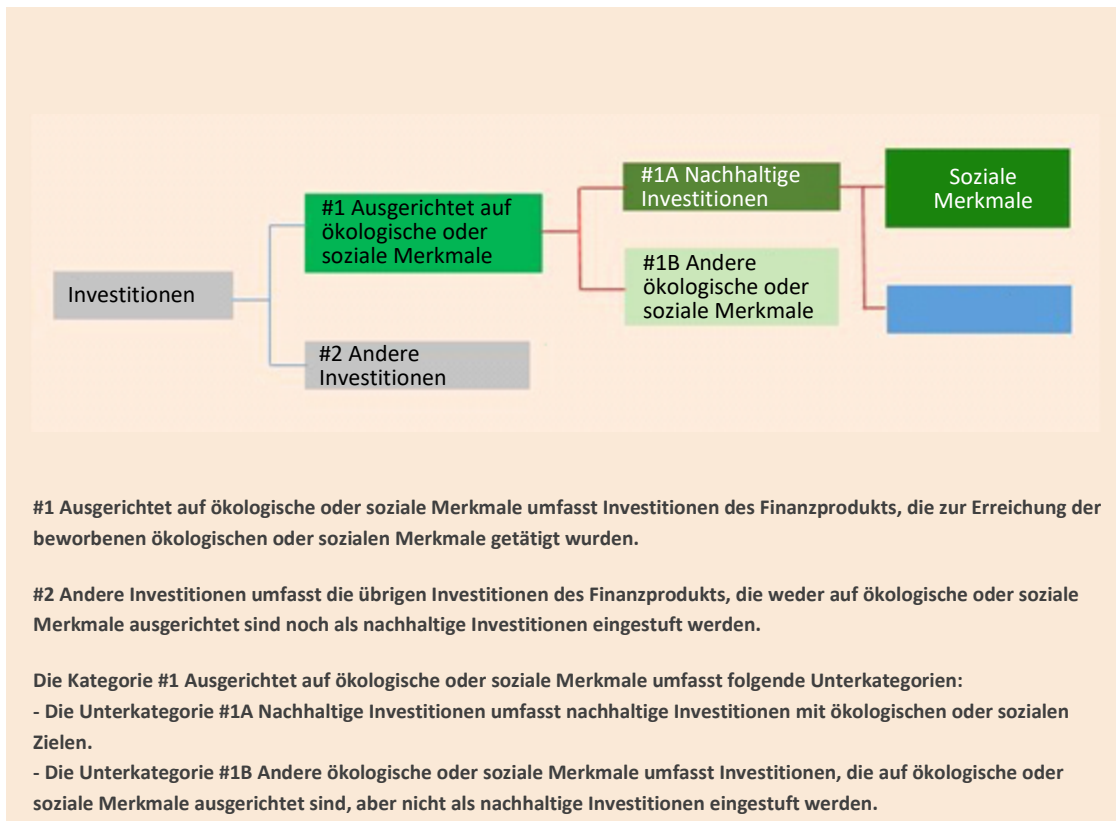 #1A Nachhaltige
Investitionen
Soziale
Merkmale
#1 Ausgerichtet auf
ökologische oder
soziale Merkmale
#1B Andere
ökologische oder
soziale Merkmale
Investitionen
#2 Andere
Investitionen
#1 Ausgerichtet auf ökologische oder soziale Merkmale umfasst Investitionen des Finanzprodukts, die zur Erreichung der
beworbenen ökologischen oder sozialen Merkmale getätigt wurden.
#2 Andere Investitionen umfasst die übrigen Investitionen des Finanzprodukts, die weder auf ökologische oder soziale
Merkmale ausgerichtet sind noch als nachhaltige Investitionen eingestuft werden.
Die Kategorie #1 Ausgerichtet auf ökologische oder soziale Merkmale umfasst folgende Unterkategorien:
- Die Unterkategorie #1A Nachhaltige Investitionen umfasst nachhaltige Investitionen mit ökologischen oder sozialen
Zielen.
- Die Unterkategorie #1B Andere ökologische oder soziale Merkmale umfasst Investitionen, die auf ökologische oder
soziale Merkmale ausgerichtet sind, aber nicht als nachhaltige Investitionen eingestuft werden.